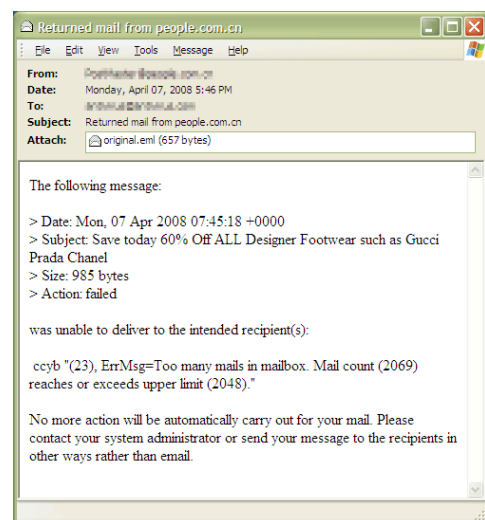 Returned mail from people.com.cn
File Edit View Tools Message Help
From:
Date: Monday, April 07, 2008 5:46 PM
To:
Subject: Returned mail from people.com.cn
Attach: original.eml (657 bytes)
The following message:
> Date: Mon, 07 Apr 2008 07:45:18 +0000
> Subject: Save today 60% Off ALL Designer Footwear such as Gucci
Prada Chanel
> Size: 985 bytes
> Action: failed
was unable to deliver to the intended recipient(s):
ccyb "(23), ErrMsg=Too many mails in mailbox. Mail count (2069)
reaches or exceeds upper limit (2048)."
No more action will be automatically carry out for your mail. Please
contact your system administrator or send your message to the recipients in
other ways rather than email.